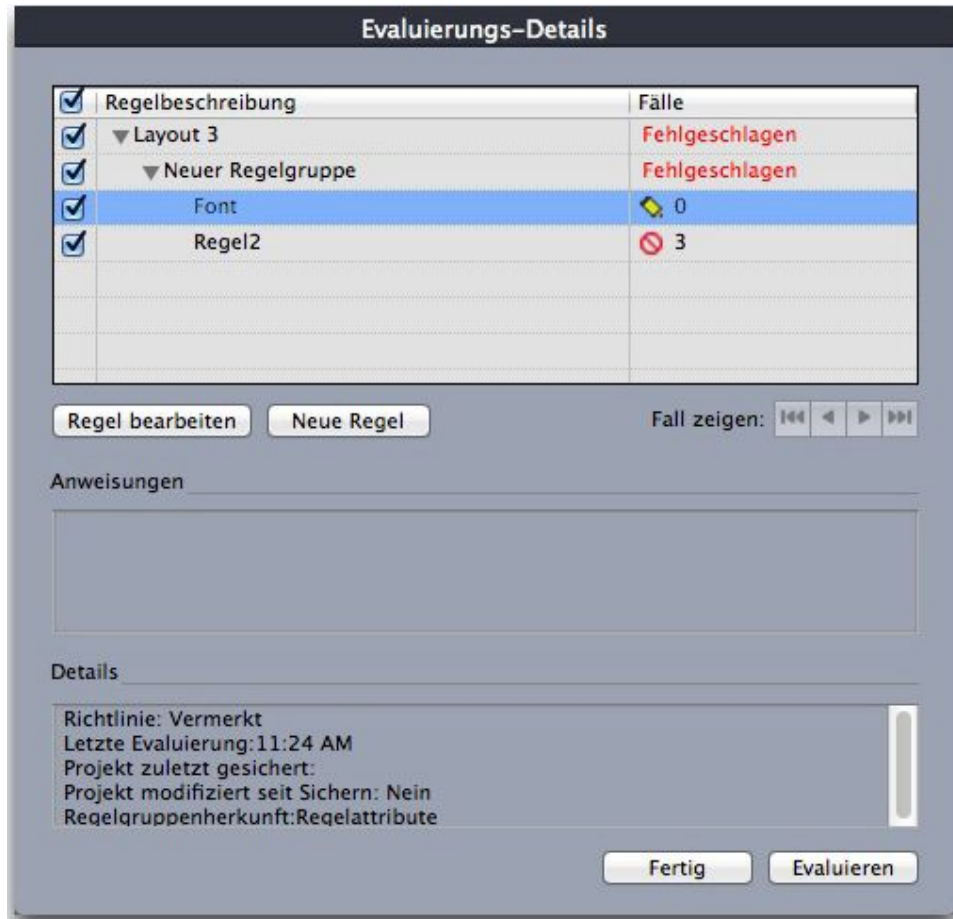 Evaluierungs-Details
Regelbeschreibung Fälle
Layout 3 Fehlgeschlagen
Neuer Regelgruppe Fehlgeschlagen
Font 0
Regel2 3
Regel bearbeiten Neue Regel Fall zeigen:
Anweisungen
Details
Richtlinie: Vermerkt
Letzte Evaluierung:11:24 AM
Projekt zuletzt gesichert:
Projekt modifiziert seit Sichern: Nein
Regelgruppenherkunft:Regelattribute
Fertig Evaluieren